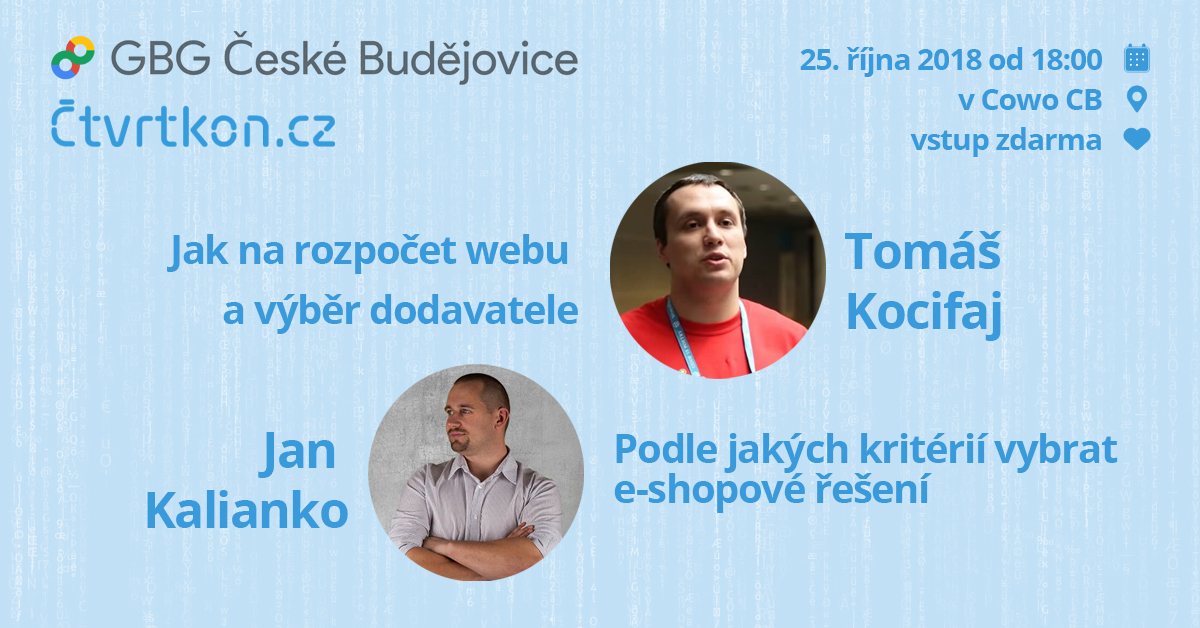 GBG České Budějovice
čtvrtkon.cz
25. října 2018 od 18:00
v Cowo CB
vstup zdarma
Jak na rozpočet webu
a výběr dodavatele
Tomáš
Kocifaj
Jan
Kalianko
Podle jakých kritérií vybrat
e-shopové řešení